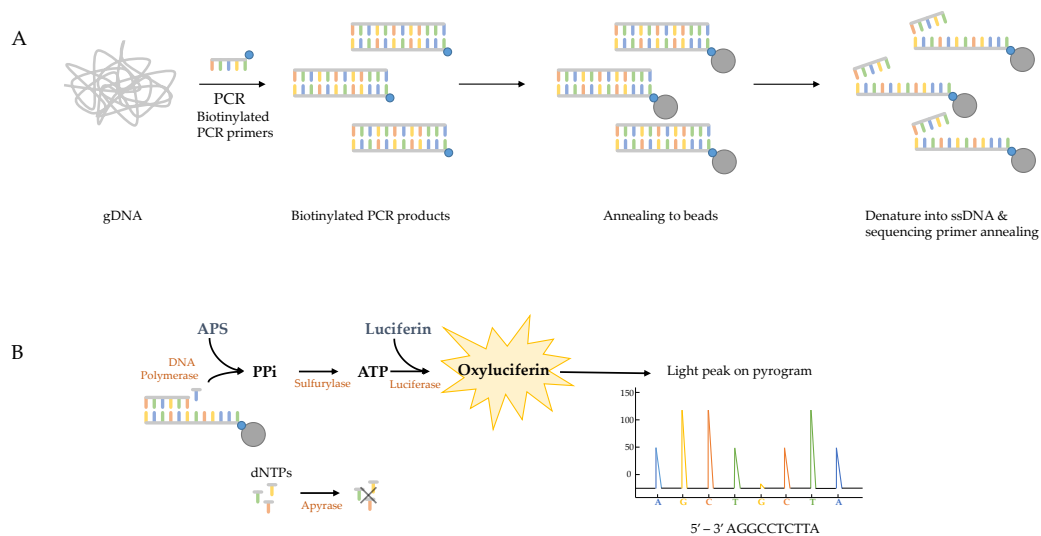 A
PCR
Biotinylated
PCR primers
gDNA
Biotinylated PCR products
Annealing to beads
Denature into ssDNA &
sequencing primer annealing
B
APS
Luciferin
DNA
Polymerase
PPi
Sulfurylase
ATP
Luciferase
Oxyluciferin
Light peak on pyrogram
150
100
50
0
A G C T G C T A
dNTPs
Apyrase
5′ – 3′ AGGCCTCTTA